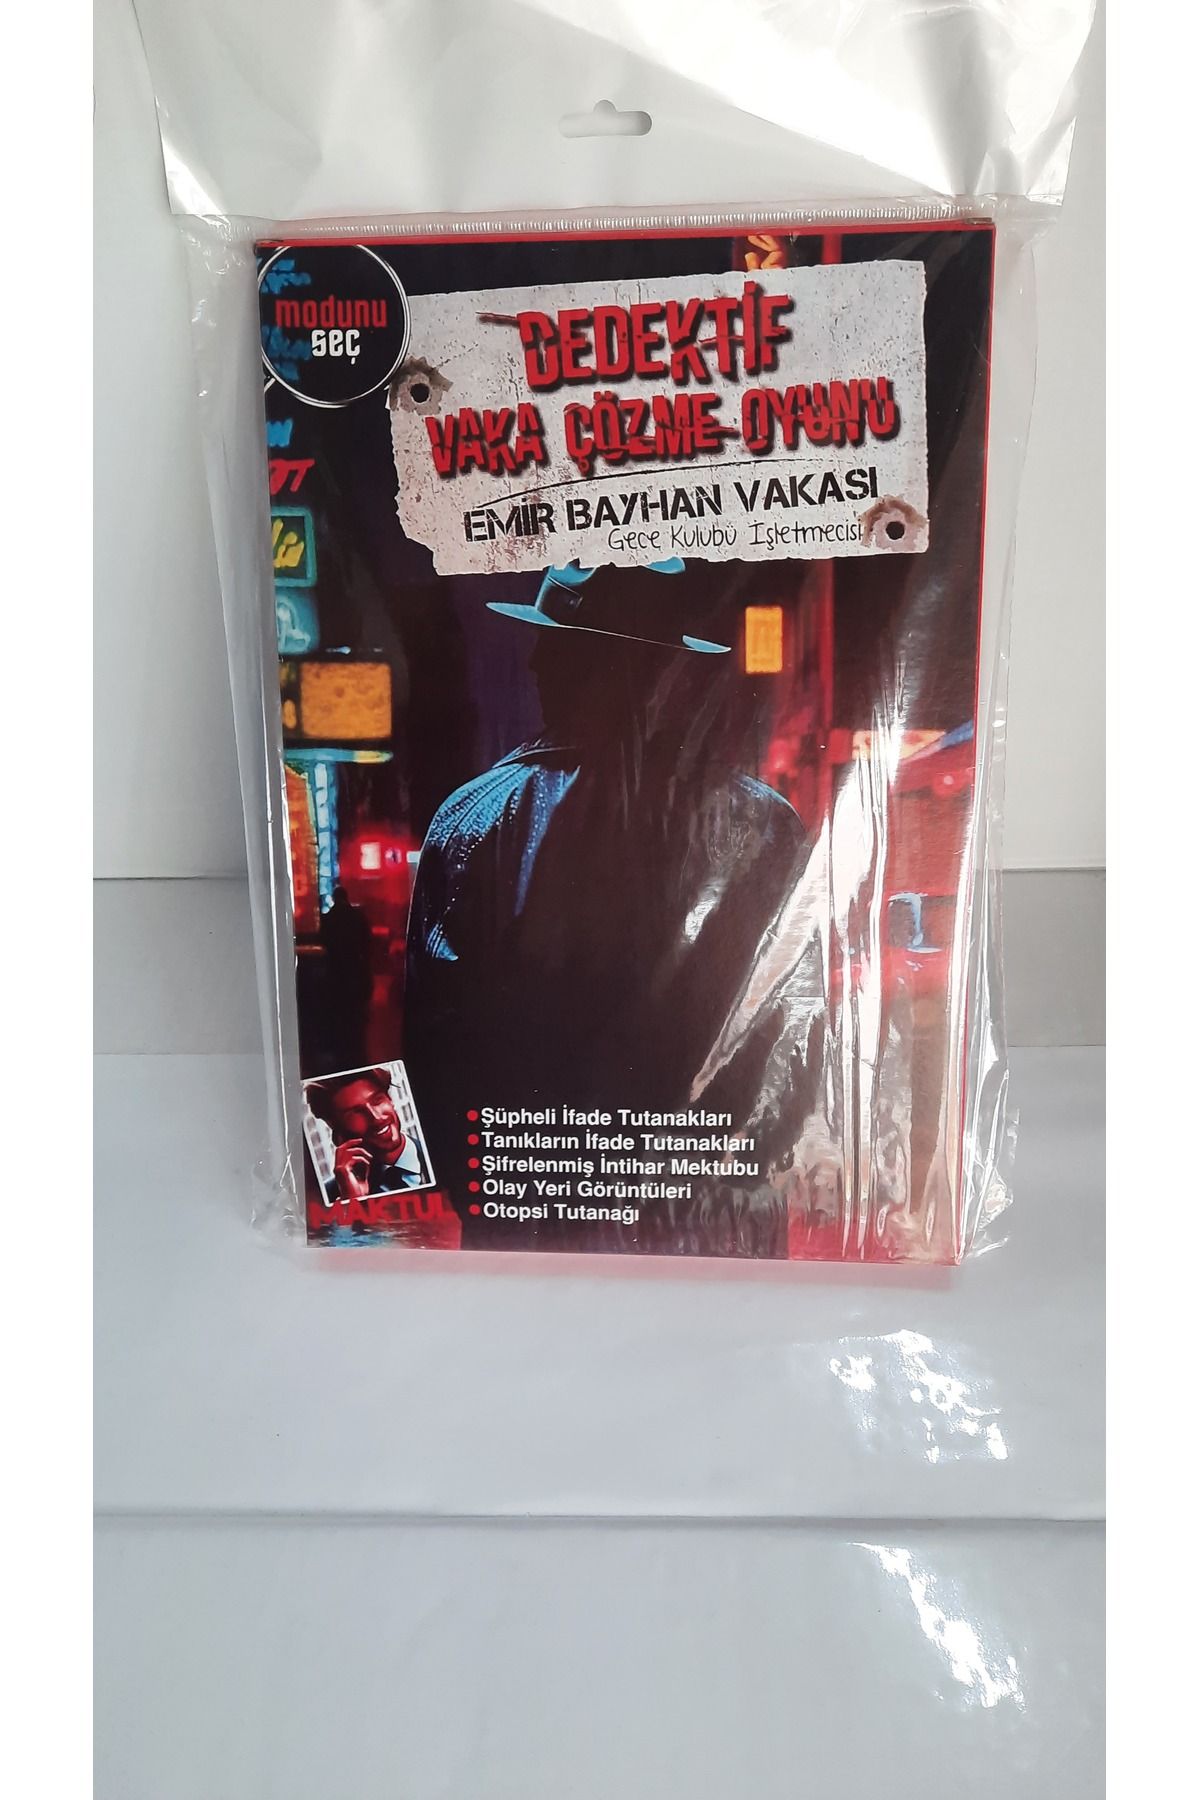 modunu
seç
DEDEKTİF
VAKA ÇÖZME OYUNU
EMİR BAYHAN VAKASI
Gece Kulübü İşletmecisi
MAKTUL
•Şüpheli İfade Tutanakları
•Tanıkların İfade Tutanakları
•Şifrelenmiş İntihar Mektubu
•Olay Yeri Görüntüleri
•Otopsi Tutanağı